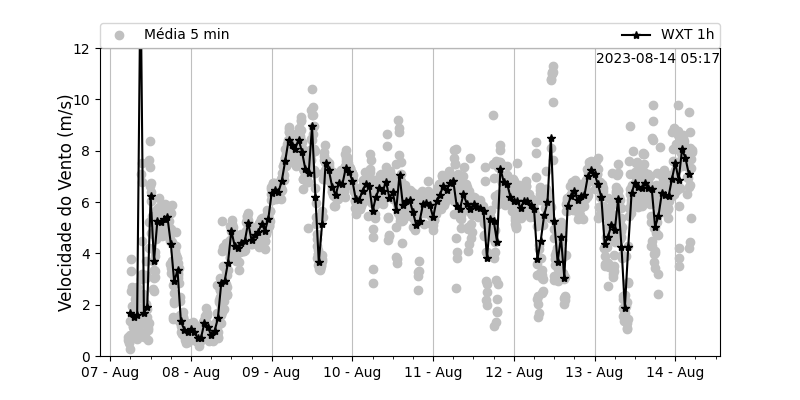 Média 5 min
WXT 1h
2023-08-14 05:17
Velocidade do Vento (m/s)
12
10
8
6
4
2
0
07 - Aug
08 - Aug
09 - Aug
10 - Aug
11 - Aug
12 - Aug
13 - Aug
14 - Aug